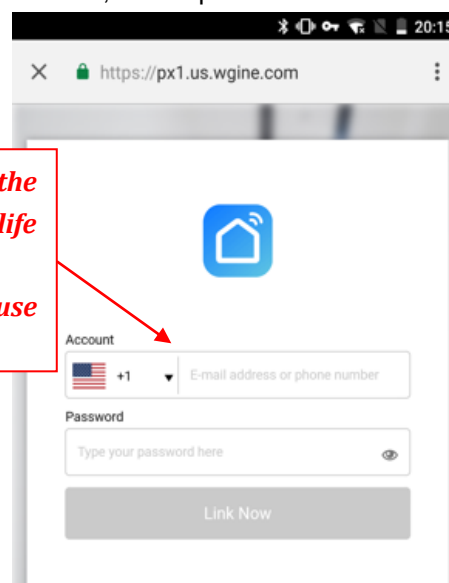 20:15
https://px1.us.wgine.com
the
life
use
Account
+1 E-mail address or phone number
Password
Type your password here
Link Now